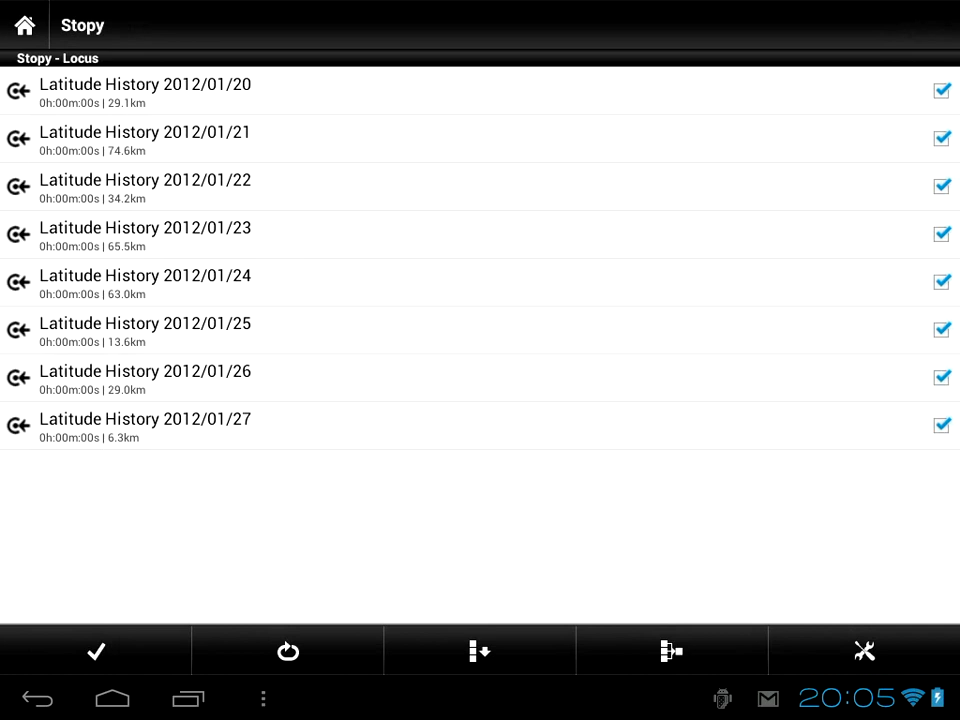 Stopy
Stopy - Locus
Latitude History 2012/01/20
0h:00m:00s | 29.1km
Latitude History 2012/01/21
0h:00m:00s | 74.6km
Latitude History 2012/01/22
0h:00m:00s | 34.2km
Latitude History 2012/01/23
0h:00m:00s | 65.5km
Latitude History 2012/01/24
0h:00m:00s | 63.0km
Latitude History 2012/01/25
0h:00m:00s | 13.6km
Latitude History 2012/01/26
0h:00m:00s | 29.0km
Latitude History 2012/01/27
0h:00m:00s | 6.3km
20:05